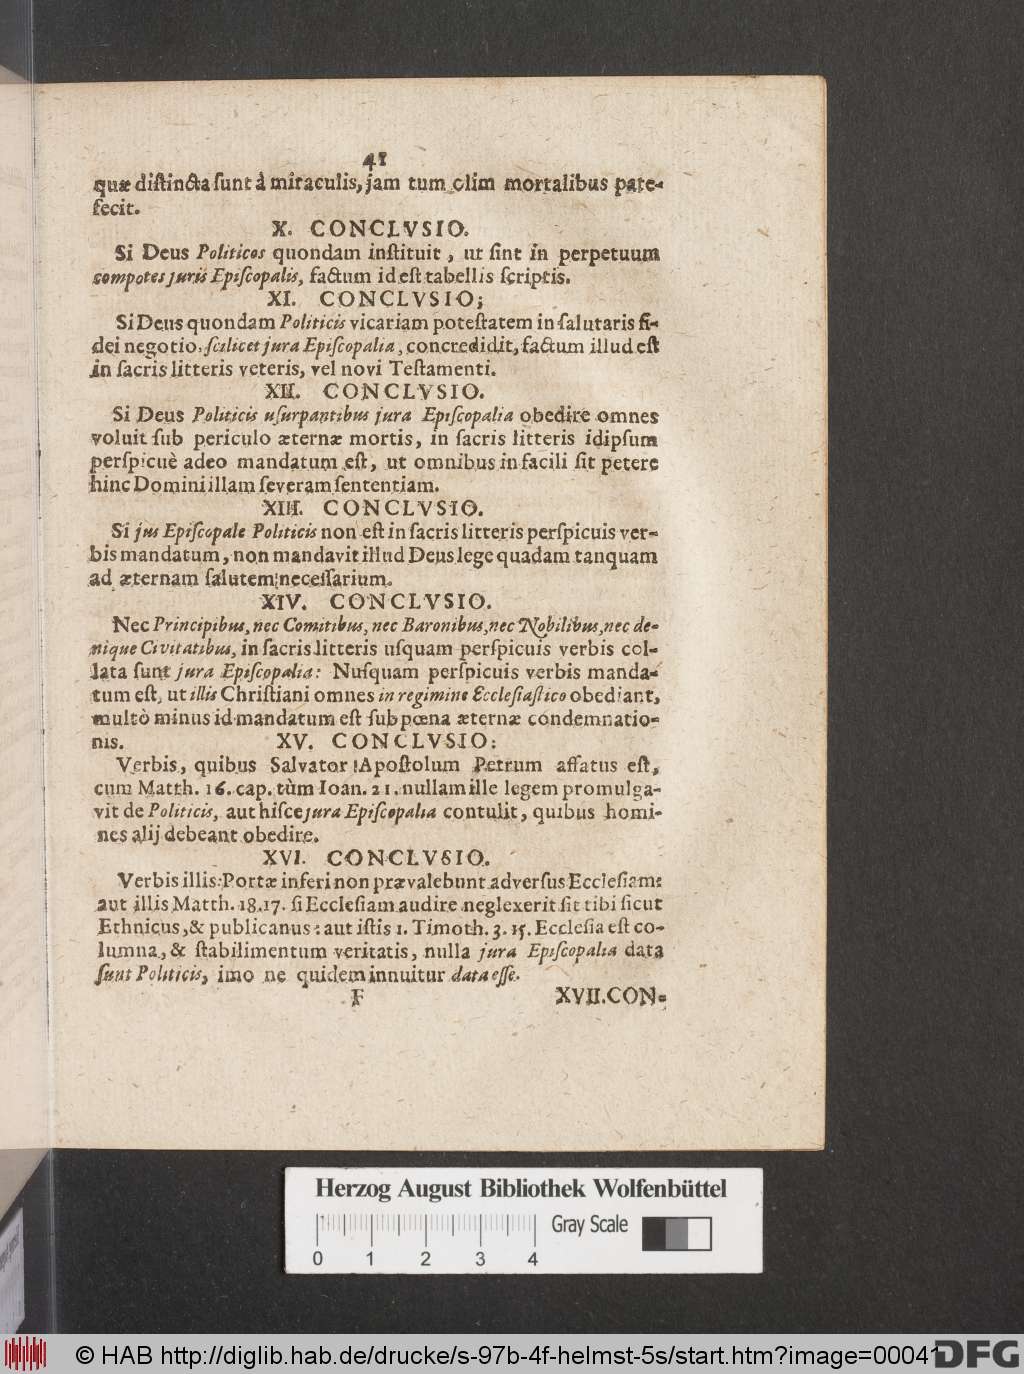 41
quæ distincta sunt à miraculis, jam tum olim mortalibus pate-
fecit.
X. CONCLVSIO.
Si Deus Politicos quondam instituit, ut sint in perpetuum
compotes juris Episcopalis, factum id est tabellis scriptis.
XI. CONCLVSIO;
Si Deus quondam Politicis vicariam potestatem in salutaris fi-
dei negotio, scilicet jura Episcopalia, concredidit, factum illud est
in sacris litteris veteris, vel novi Testamenti.
XII. CONCLVSIO.
Si Deus Politicis usurpantibus jura Episcopalia obedire omnes
voluit sub periculo æternæ mortis, in sacris litteris idipsum
perspicuè adeo mandatum est, ut omnibus in facili sit petere
hinc Domini illam severam sententiam.
XIII. CONCLVSIO.
Si jus Episcopale Politicis non est in sacris litteris perspicuis ver-
bis mandatum, non mandavit illud Deus lege quadam tanquam
ad æternam salutem necessarium.
XIV. CONCLVSIO.
Nec Principibus, nec Comitibus, nec Baronibus, nec Nobilibus, nec de-
nique Civitatibus, in sacris litteris usquam perspicuis verbis col-
lata sunt jura Episcopalia: Nusquam perspicuis verbis manda-
tum est, ut illis Christiani omnes in regimine Ecclesiastico obediant,
multò minus id mandatum est sub pœna æternæ condemnatio-
nis. XV. CONCLVSIO:
Verbis, quibus Salvator Apostolum Petrum affatus est,
cum Matth. 16. cap. tùm Ioan. 21. nullam ille legem promulga-
vit de Politicis, aut hisce jura Episcopalia contulit, quibus homi-
nes alij debeant obedire.
XVI. CONCLVSIO.
Verbis illis: Portæ inferi non prævalebunt adversus Ecclesiam:
aut illis Matth. 18. 17. si Ecclesiam audire neglexerit sit tibi sicut
Ethnicus, & publicanus: aut istis 1. Timoth. 3. 15. Ecclesia est co-
lumna, & stabilimentum veritatis, nulla jura Episcopalia data
sunt Politicis, imo ne quidem innuitur data esse.
F XVII. CON-
Herzog August Bibliothek Wolfenbüttel
Gray Scale
0 1 2 3 4
© HAB http://diglib.hab.de/drucke/s-97b-4f-helmst-5s/start.htm?image=00041
DFG